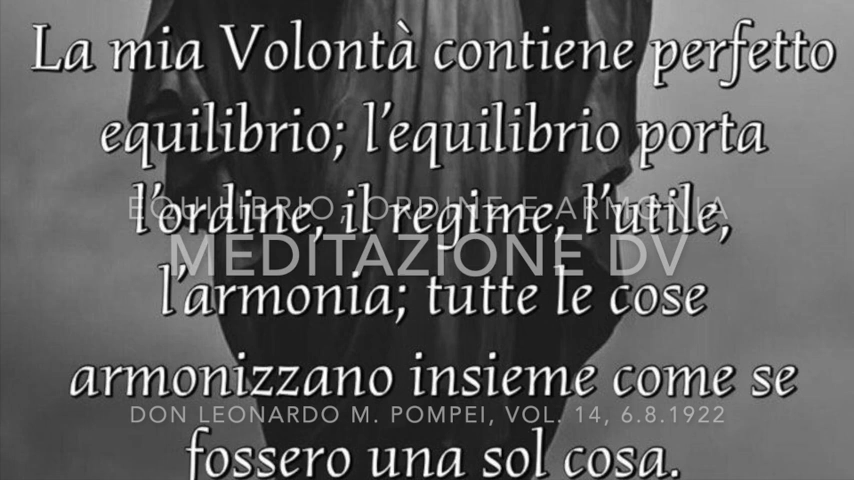 La mia Volontà contiene perfetto
equilibrio; l'equilibrio porta
EQUILIBRIO, ORDINE E ARMONIA
l'ordine, il regime, l'utile,
MEDITAZIONE DV
l'armonia; tutte le cose
armonizzano insieme come se
DON LEONARDO M. POMPEI, VOL. 14, 6.8.1922
fossero una sol cosa.